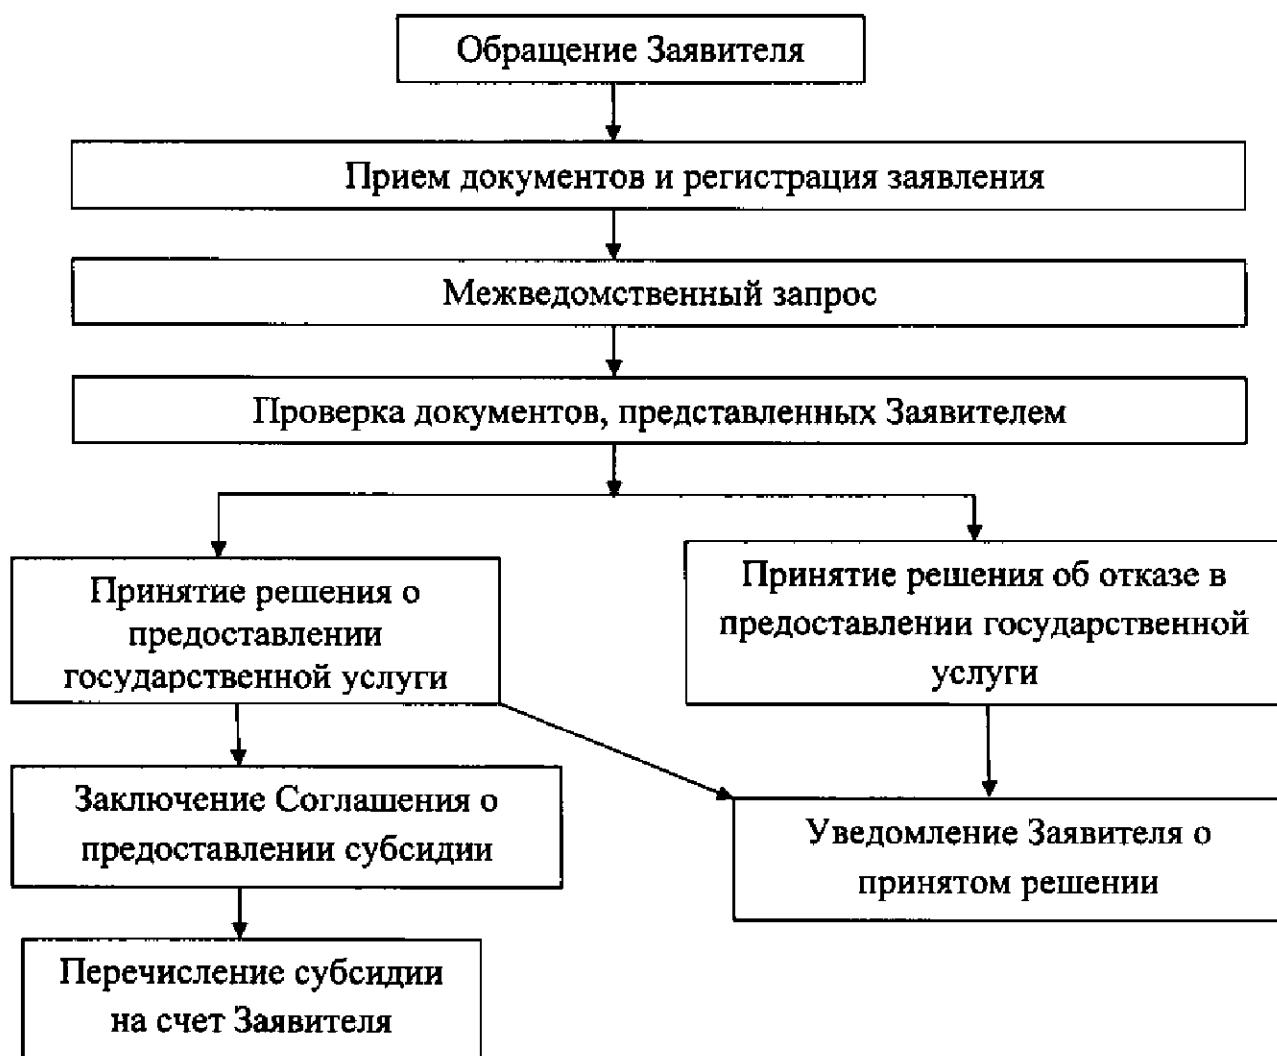 Обращение Заявителя
Прием документов и регистрация заявления
Межведомственный запрос
Проверка документов, представленных Заявителем
Принятие решения о
предоставлении
государственной услуги
Принятие решения об отказе в
предоставлении государственной
услуги
Заключение Соглашения о
предоставлении субсидии
Уведомление Заявителя о
принятом решении
Перечисление субсидии
на счет Заявителя